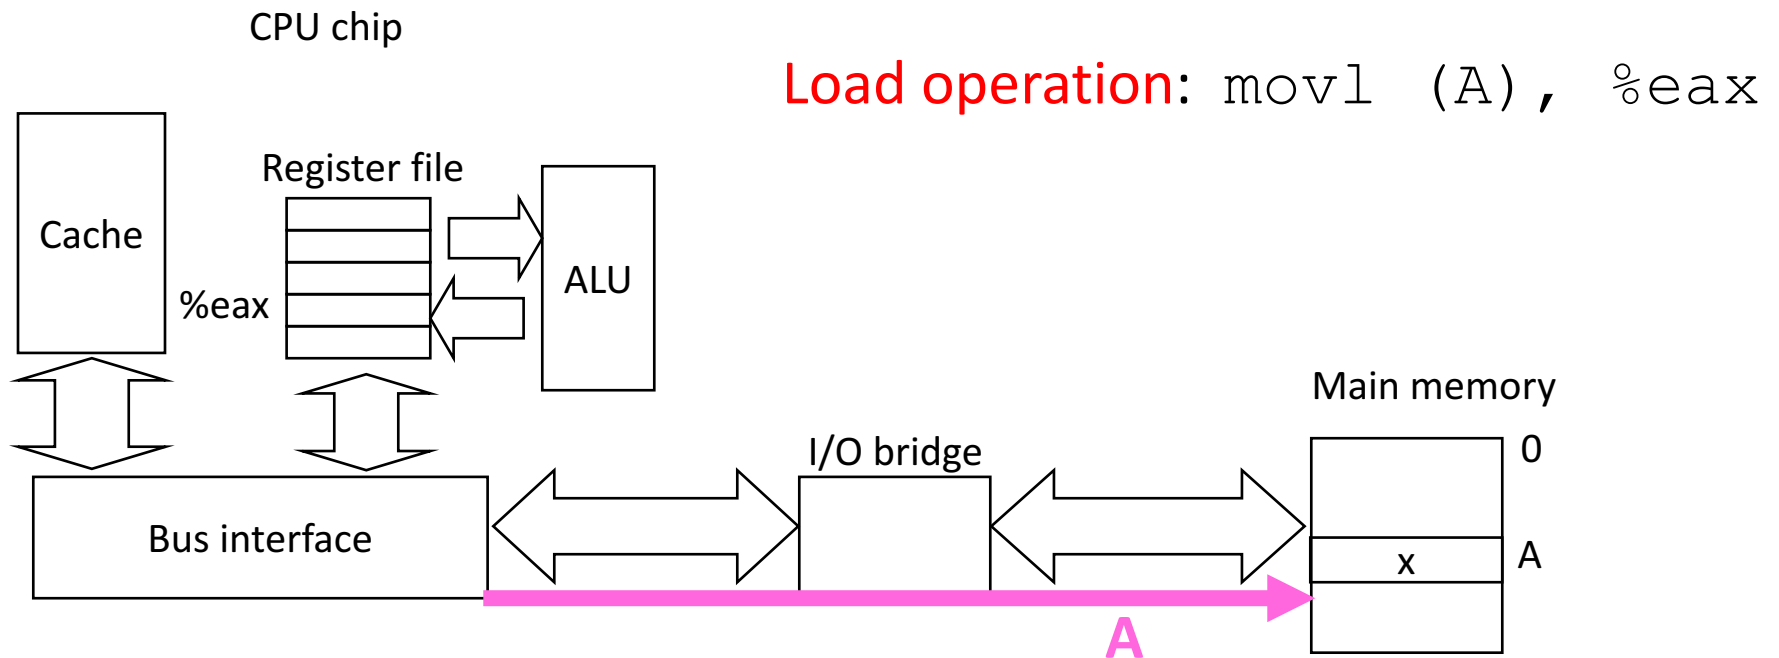 CPU chip
Load operation: movl (A), %eax
Register file
Cache
ALU
%eax
Main memory
I/O bridge
0
Bus interface
x
A
A